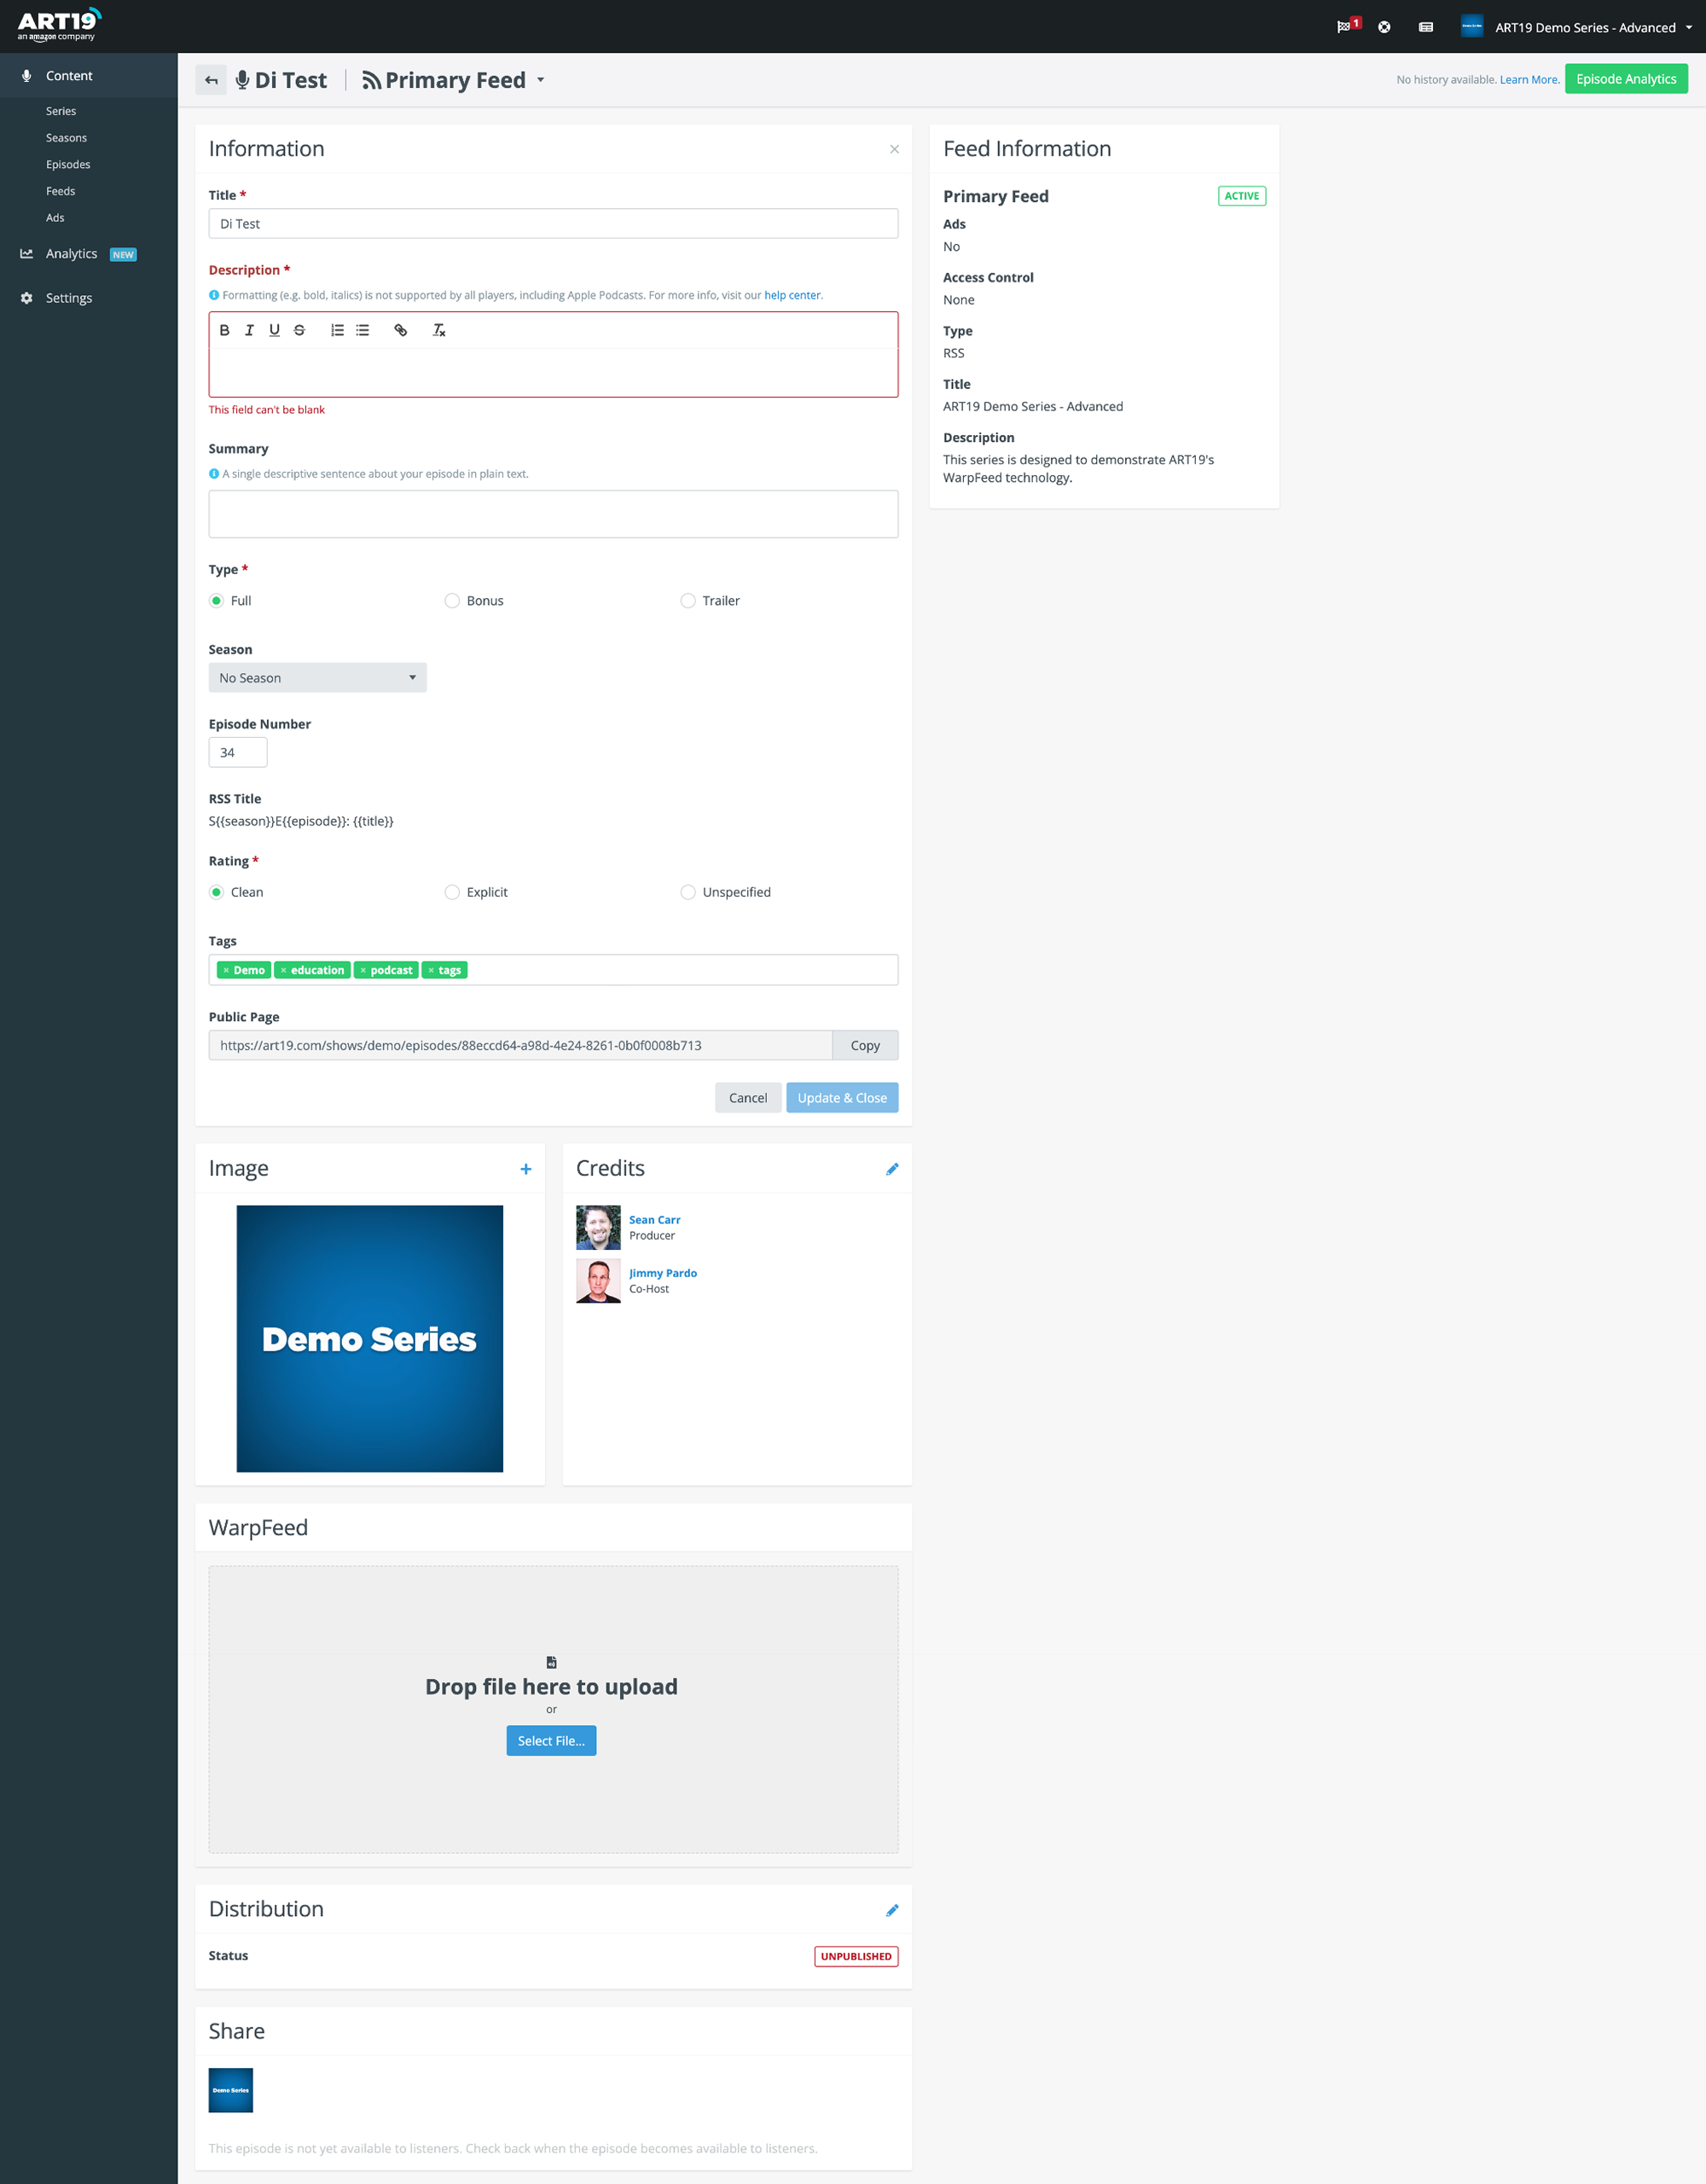 ART19
an amazon company
1
ART19 Demo Series - Advanced
Content
Series
Seasons
Episodes
Feeds
Ads
Analytics NEW
Settings
Di Test
Primary Feed
No history available. Learn More.
Episode Analytics
Information
Title *
Di Test
Description *
Formatting (e.g. bold, italics) is not supported by all players, including Apple Podcasts. For more info, visit our help center.
B I U S
This field can't be blank
Summary
A single descriptive sentence about your episode in plain text.
Type *
Full
Bonus
Trailer
Season
No Season
Episode Number
34
RSS Title
S{{season}}E{{episode}}: {{title}}
Rating *
Clean
Explicit
Unspecified
Tags
× Demo × education × podcast × tags
Public Page
https://art19.com/shows/demo/episodes/88eccd64-a98d-4e24-8261-0b0f0008b713
Copy
Cancel
Update & Close
Feed Information
Primary Feed
ACTIVE
Ads
No
Access Control
None
Type
RSS
Title
ART19 Demo Series - Advanced
Description
This series is designed to demonstrate ART19's
WarpFeed technology.
Image
Demo Series
Credits
Sean Carr
Producer
Jimmy Pardo
Co-Host
WarpFeed
Drop file here to upload
or
Select File...
Distribution
Status
UNPUBLISHED
Share
Demo Series
This episode is not yet available to listeners. Check back when the episode becomes available to listeners.